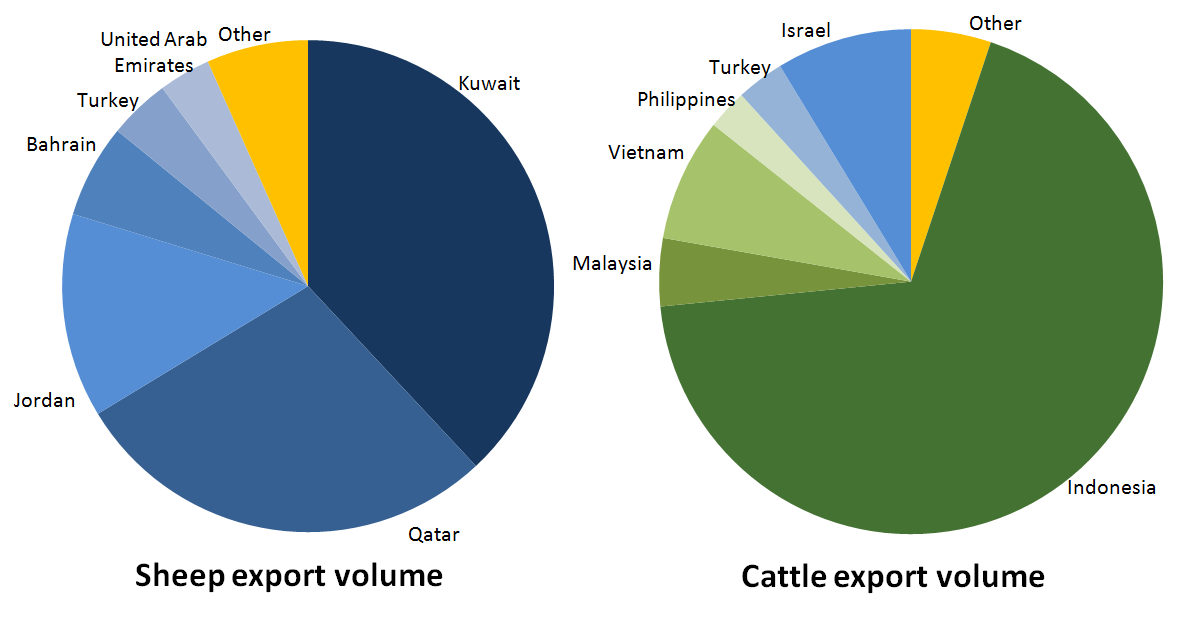 United Arab
Emirates
Other
Kuwait
Turkey
Bahrain
Jordan
Qatar
Sheep export volume
Other
Israel
Turkey
Philippines
Vietnam
Malaysia
Indonesia
Cattle export volume